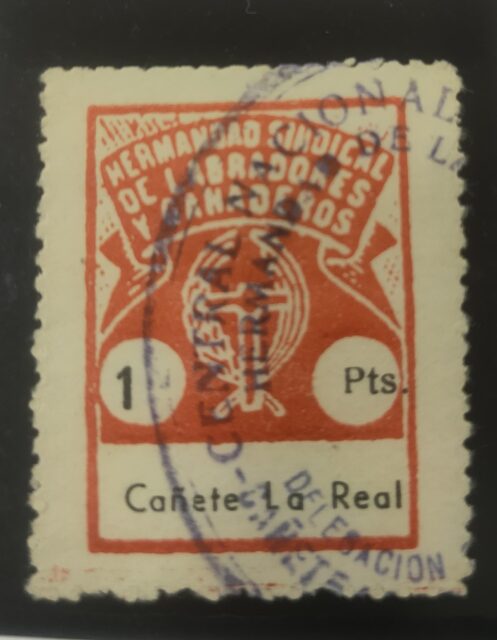 HERMANDAD SINDICAL
DE LABRADORES
Y GANADEROS
1 Pts.
Cañete La Real
CENTRAL NACIONAL
HERMANDAD DE LA
DELEGACION